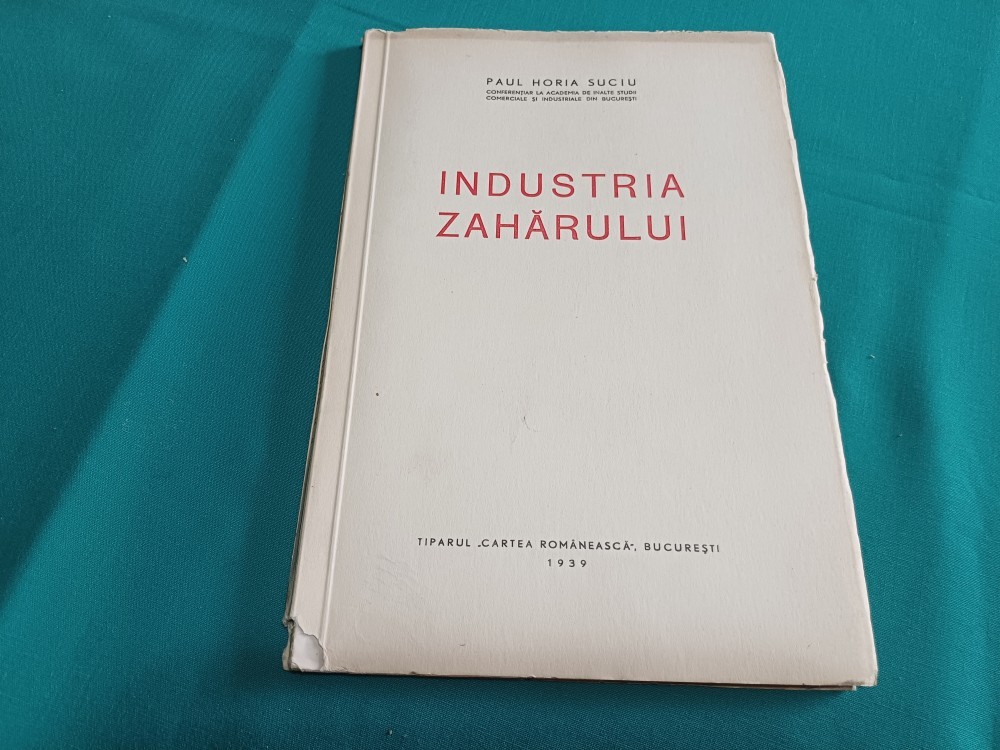 PAUL HORIA SUCIU
CONFERENȚIAR LA ACADEMIA DE INALTE STUDII
COMERCIALE ȘI INDUSTRIALE DIN BUCUREȘTI
INDUSTRIA
ZAHĂRULUI
TIPARUL „CARTEA ROMÂNEASCĂ”, BUCUREȘTI
1939